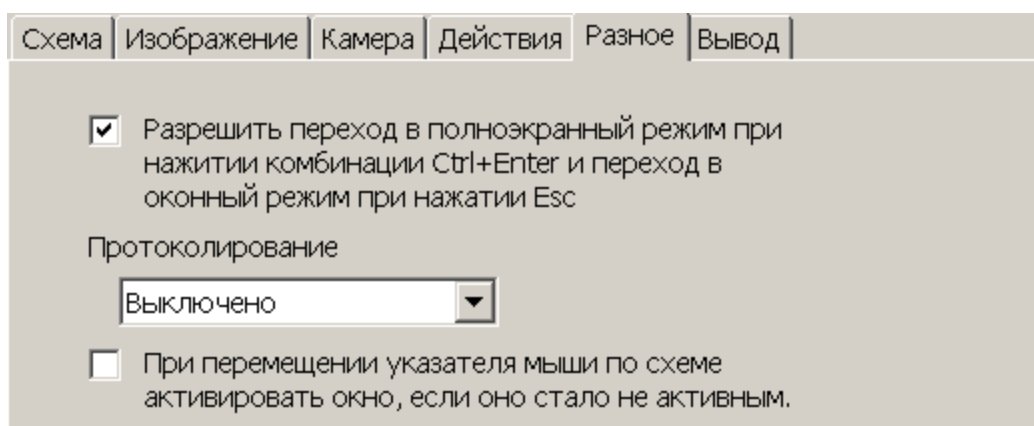 Схема Изображение Камера Действия Разное Вывод
Разрешить переход в полноэкранный режим при
нажитии комбинации Ctrl+Enter и переход в
оконный режим при нажатии Esc
Протоколирование
Выключено
При перемещении указателя мыши по схеме
активировать окно, если оно стало не активным.